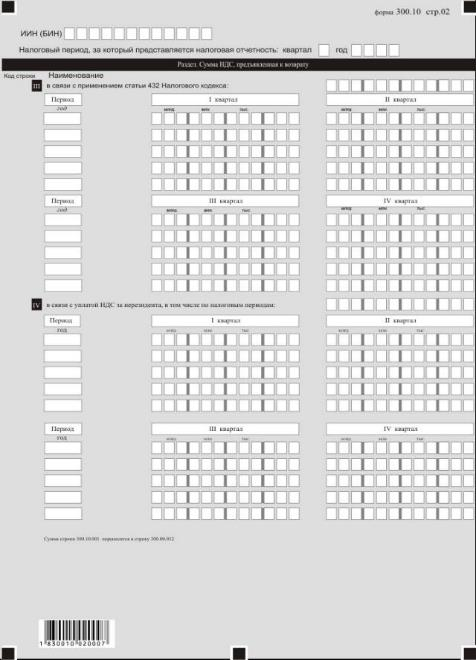 форма 300.10 стр.02
ИИН (БИН)
Налоговый период, за который представляется налоговая отчетность: квартал год
Раздел. Сумма НДС, предъявленная к возврату
Код строки Наименование
III в связи с применением статьи 432 Налогового кодекса:
Период I квартал II квартал
год млрд. млн. тыс. млрд. млн. тыс.
Период III квартал IV квартал
год млрд. млн. тыс. млрд. млн. тыс.
IV в связи с уплатой НДС за нерезидента, в том числе по налоговым периодам:
Период I квартал II квартал
год млрд. млн. тыс. млрд. млн. тыс.
Период III квартал IV квартал
год млрд. млн. тыс. млрд. млн. тыс.
Сумма строки 300.10.001 переносится в строку 300.00.032
1 830010 020007